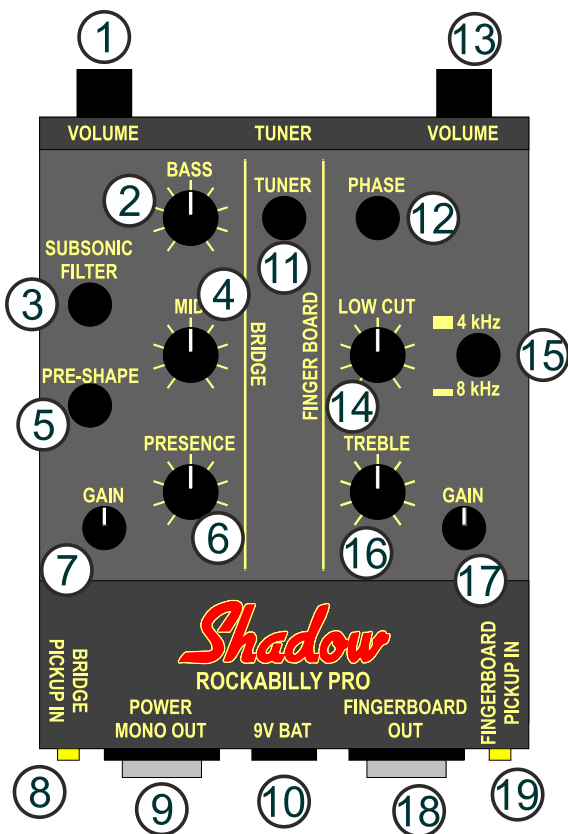 1
13
VOLUME
TUNER
VOLUME
BASS
2
TUNER
PHASE
12
11
SUBSONIC
FILTER
3
4
MID
BRIDGE
FINGER BOARD
LOW CUT
14
4 kHz
15
8 kHz
PRE-SHAPE
5
PRESENCE
6
TREBLE
16
GAIN
7
GAIN
17
Shadow
ROCKABILLY PRO
BRIDGE
PICKUP IN
POWER
MONO OUT
9V BAT
FINGERBOARD
OUT
FINGERBOARD
PICKUP IN
8
9
10
18
19